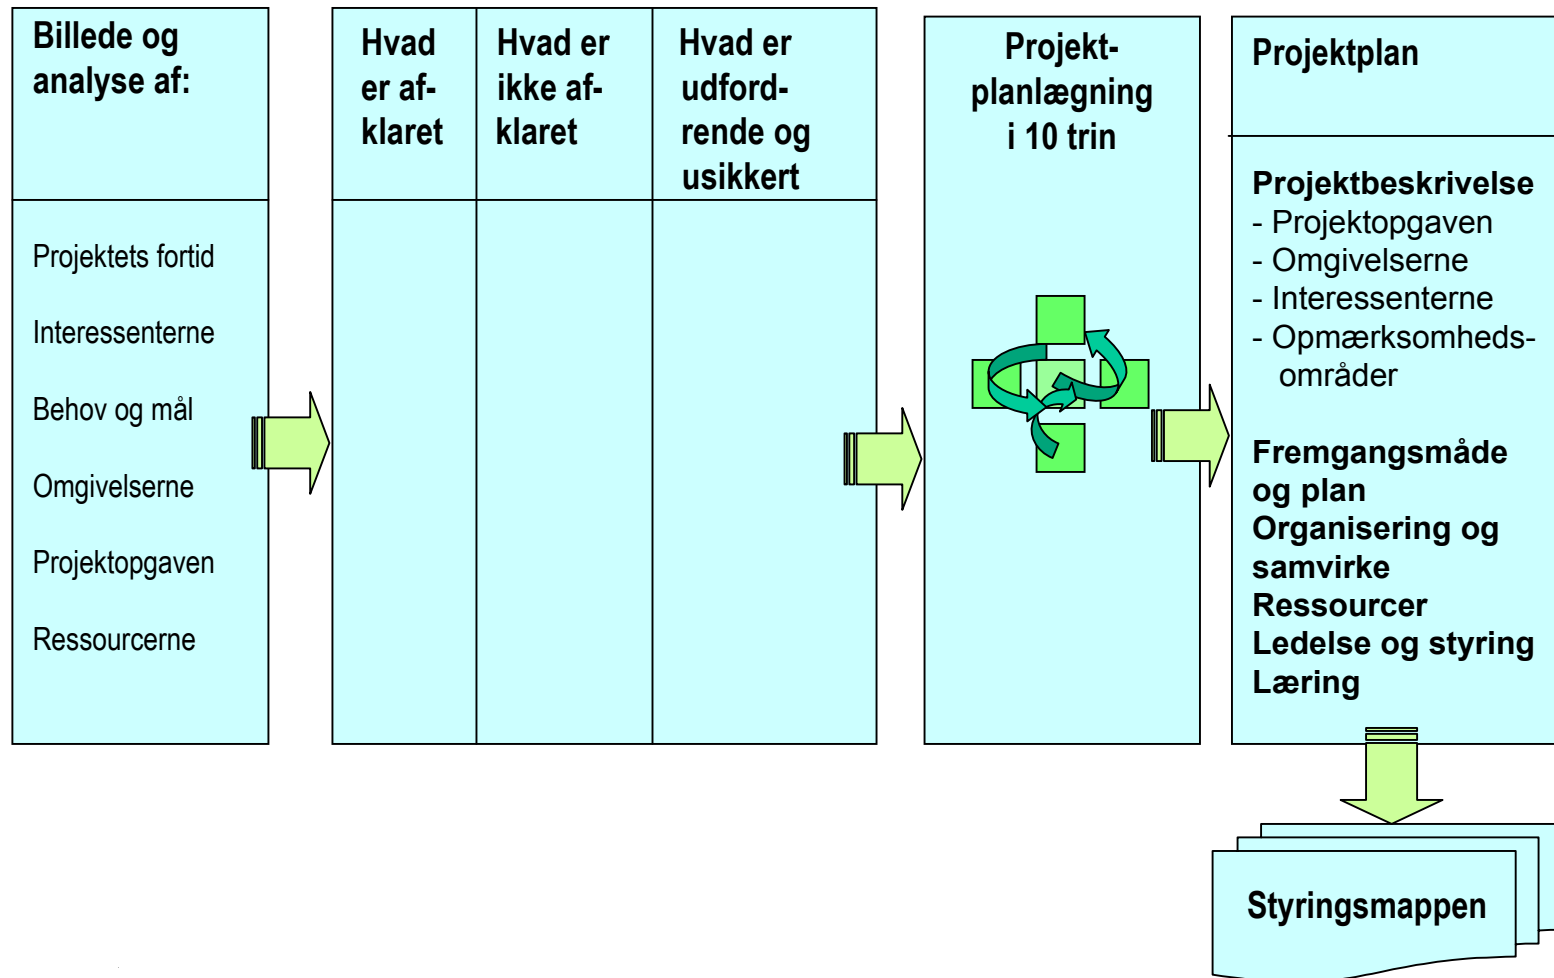 Billede og
analyse af:
Projektets fortid
Interessenterne
Behov og mål
Omgivelserne
Projektopgaven
Ressourcerne
Hvad
er af-
klaret
Hvad er
ikke af-
klaret
Hvad er
udford-
rende og
usikkert
Projekt-
planlægning
i 10 trin
Projektplan
Projektbeskrivelse
- Projektopgaven
- Omgivelserne
- Interessenterne
- Opmærksomheds-
områder
Fremgangsmåde
og plan
Organisering og
samvirke
Ressourcer
Ledelse og styring
Læring
Styringsmappen